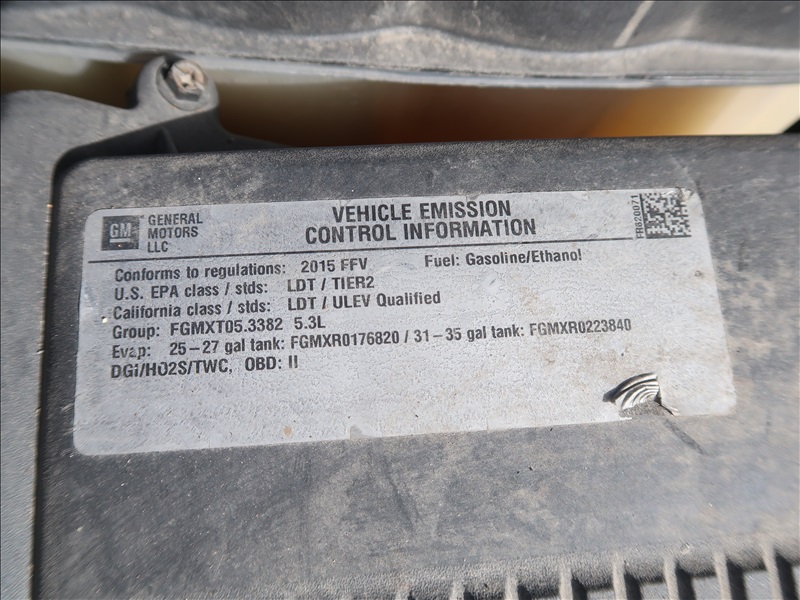 GM
GENERAL
MOTORS
LLC
VEHICLE EMISSION
CONTROL INFORMATION
FR020071
Conforms to regulations: 2015 FFV Fuel: Gasoline/Ethanol
U.S. EPA class / stds: LDT / TIER2
California class / stds: LDT / ULEV Qualified
Group: FGMXT05.3382 5.3L
Evap: 25-27 gal tank: FGMXR0176820 / 31-35 gal tank: FGMXR0223840
DGI/HO2S/TWC, OBD: II